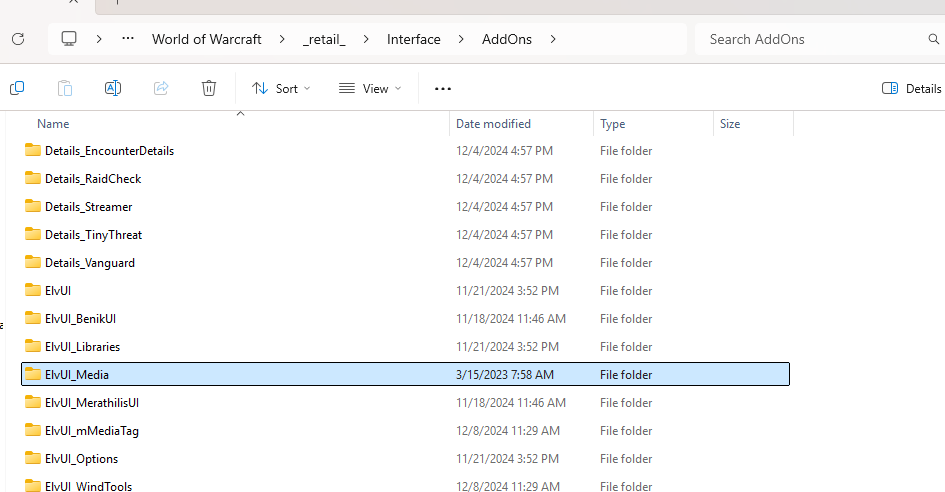 ··· World of Warcraft _retail_ Interface AddOns Search AddOns
Sort View ··· Details
Name Date modified Type Size
Details_EncounterDetails 12/4/2024 4:57 PM File folder
Details_RaidCheck 12/4/2024 4:57 PM File folder
Details_Streamer 12/4/2024 4:57 PM File folder
Details_TinyThreat 12/4/2024 4:57 PM File folder
Details_Vanguard 12/4/2024 4:57 PM File folder
ElvUI 11/21/2024 3:52 PM File folder
ElvUI_BenikUI 11/18/2024 11:46 AM File folder
ElvUI_Libraries 11/21/2024 3:52 PM File folder
ElvUI_Media 3/15/2023 7:58 AM File folder
ElvUI_MerathilisUI 11/18/2024 11:46 AM File folder
ElvUI_mMediaTag 12/8/2024 11:29 AM File folder
ElvUI_Options 11/21/2024 3:52 PM File folder
ElvUI_WindTools 12/8/2024 11:29 AM File folder